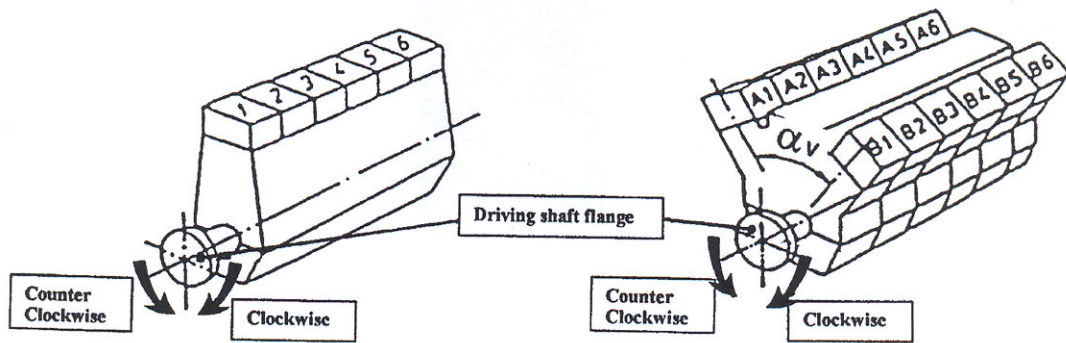 1 2 3 4 5 6
A1 A2 A3 A4 A5 A6
B1 B2 B3 B4 B5 B6
αv
Driving shaft flange
Counter
Clockwise
Clockwise
Counter
Clockwise
Clockwise